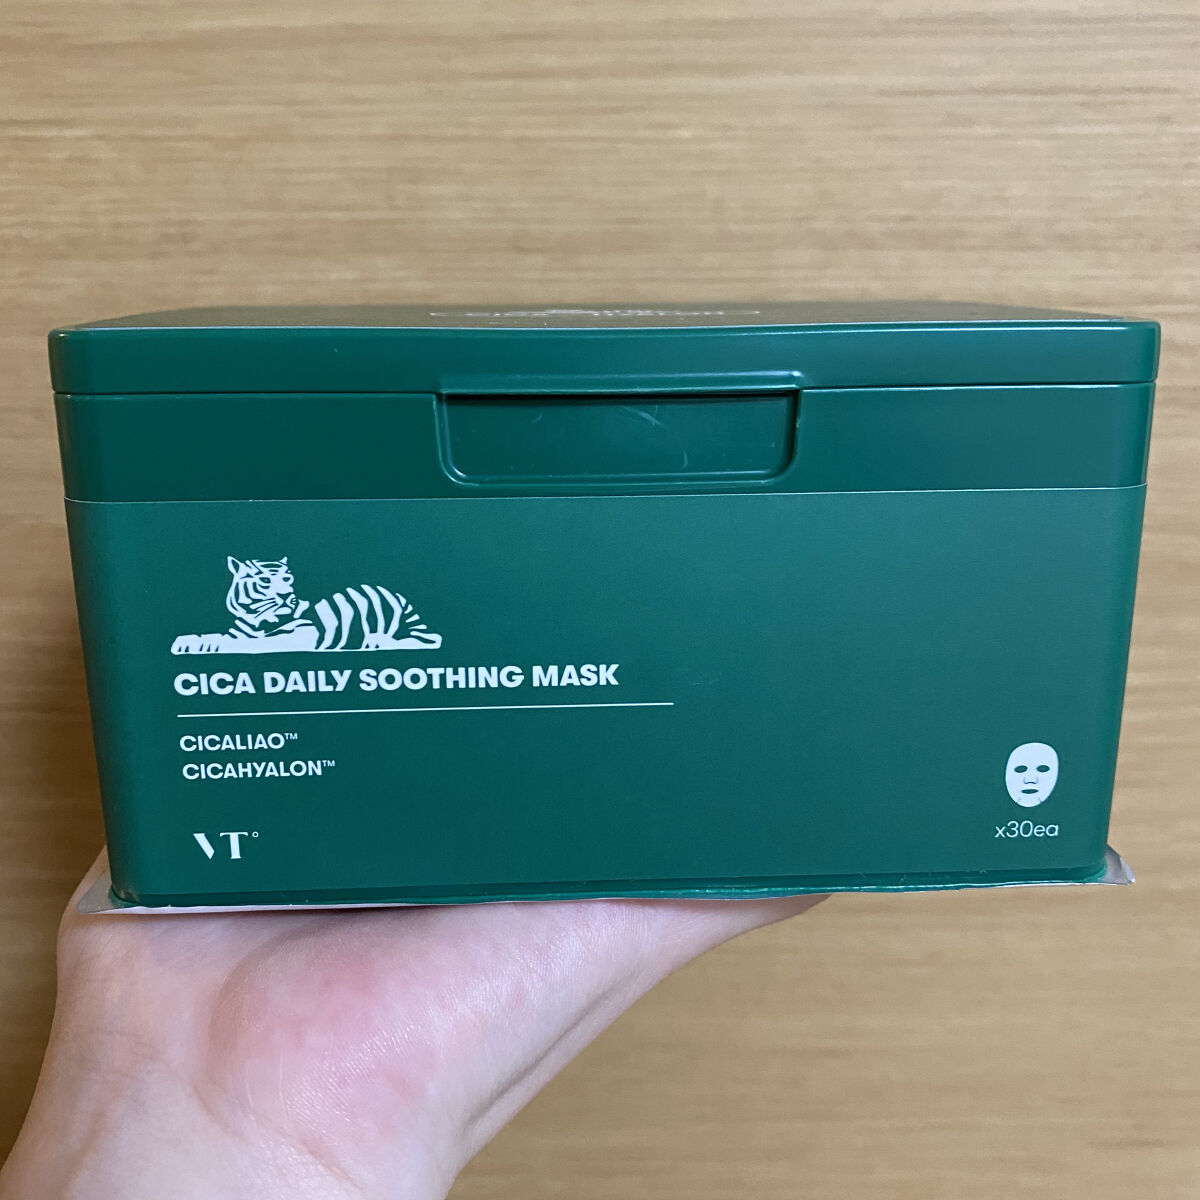 CICA DAILY SOOTHING MASK
CICALIAO™
CICAHYALON™
VT°
x30ea